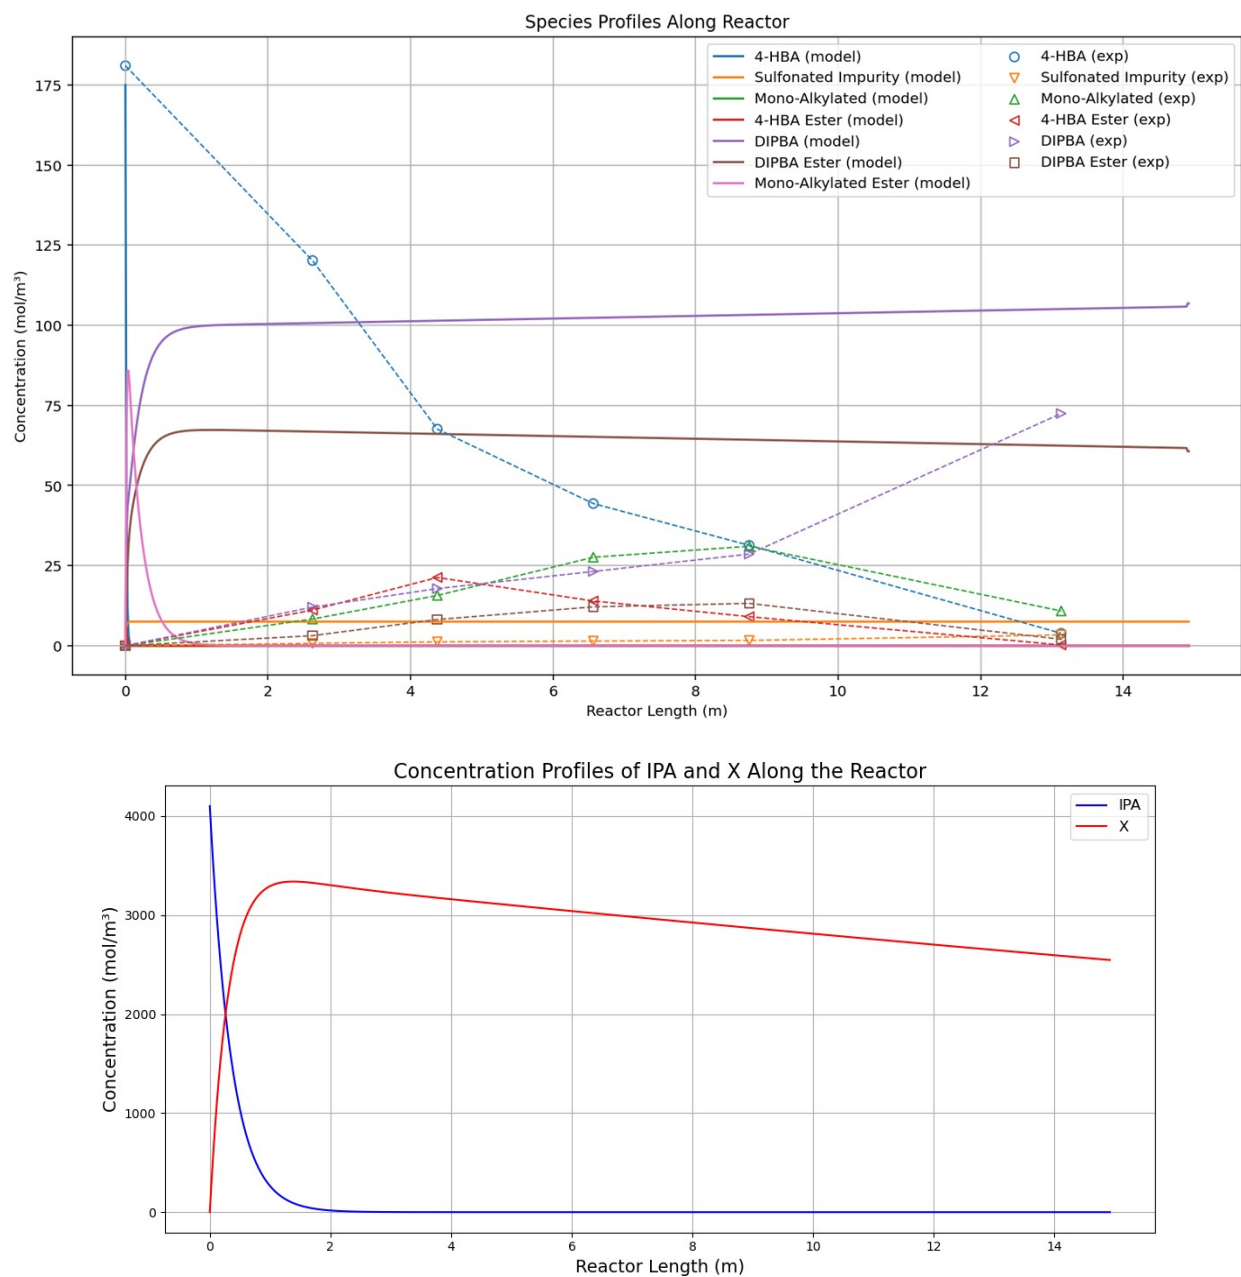 Species Profiles Along Reactor
4-HBA (model)
Sulfonated Impurity (model)
Mono-Alkylated (model)
4-HBA Ester (model)
DIPBA (model)
DIPBA Ester (model)
Mono-Alkylated Ester (model)
4-HBA (exp)
Sulfonated Impurity (exp)
Mono-Alkylated (exp)
4-HBA Ester (exp)
DIPBA (exp)
DIPBA Ester (exp)
Concentration (mol/m³)
175
150
125
100
75
50
25
0
0 2 4 6 8 10 12 14
Reactor Length (m)
Concentration Profiles of IPA and X Along the Reactor
IPA
X
Concentration (mol/m³)
4000
3000
2000
1000
0
0 2 4 6 8 10 12 14
Reactor Length (m)